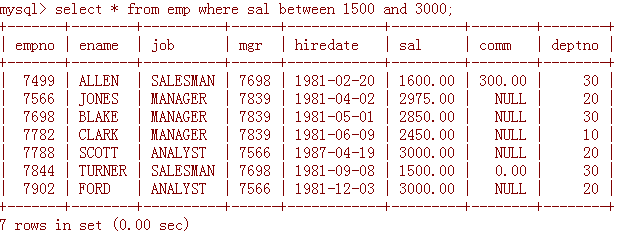 mysql> select * from emp where sal between 1500 and 3000;
+-------+--------+----------+------+------------+---------+--------+--------+
| empno | ename | job | mgr | hiredate | sal | comm | deptno |
+-------+--------+----------+------+------------+---------+--------+--------+
| 7499 | ALLEN | SALESMAN | 7698 | 1981-02-20 | 1600.00 | 300.00 | 30 |
| 7566 | JONES | MANAGER | 7839 | 1981-04-02 | 2975.00 | NULL | 20 |
| 7698 | BLAKE | MANAGER | 7839 | 1981-05-01 | 2850.00 | NULL | 30 |
| 7782 | CLARK | MANAGER | 7839 | 1981-06-09 | 2450.00 | NULL | 10 |
| 7788 | SCOTT | ANALYST | 7566 | 1987-04-19 | 3000.00 | NULL | 20 |
| 7844 | TURNER | SALESMAN | 7698 | 1981-09-08 | 1500.00 | 0.00 | 30 |
| 7902 | FORD | ANALYST | 7566 | 1981-12-03 | 3000.00 | NULL | 20 |
+-------+--------+----------+------+------------+---------+--------+--------+
7 rows in set (0.00 sec)